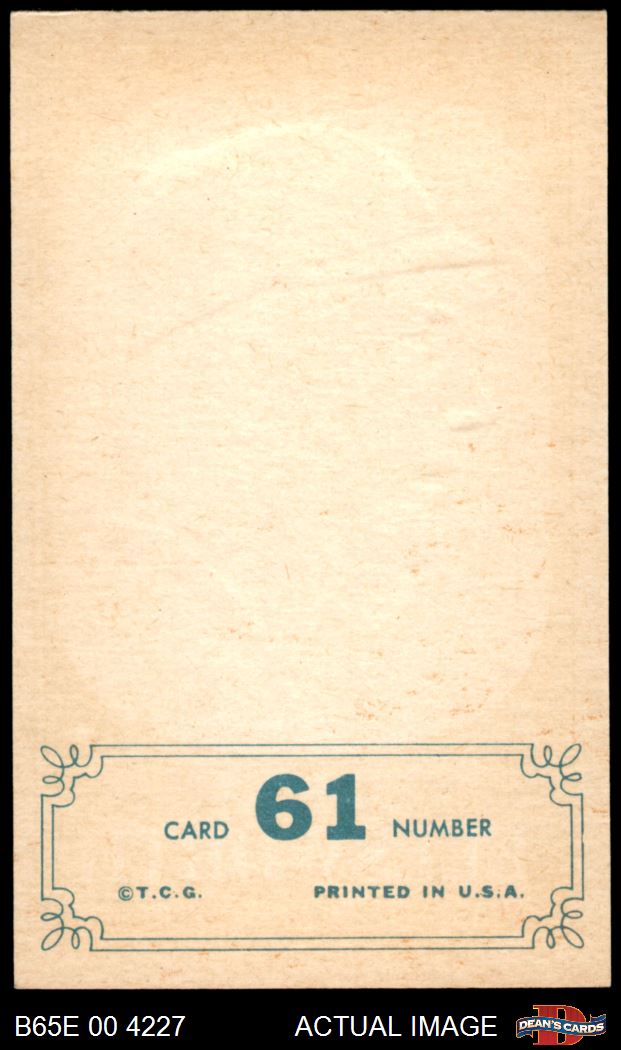 CARD 61 NUMBER
©T.C.G. PRINTED IN U.S.A.
B65E 00 4227 ACTUAL IMAGE DEAN'S CARDS